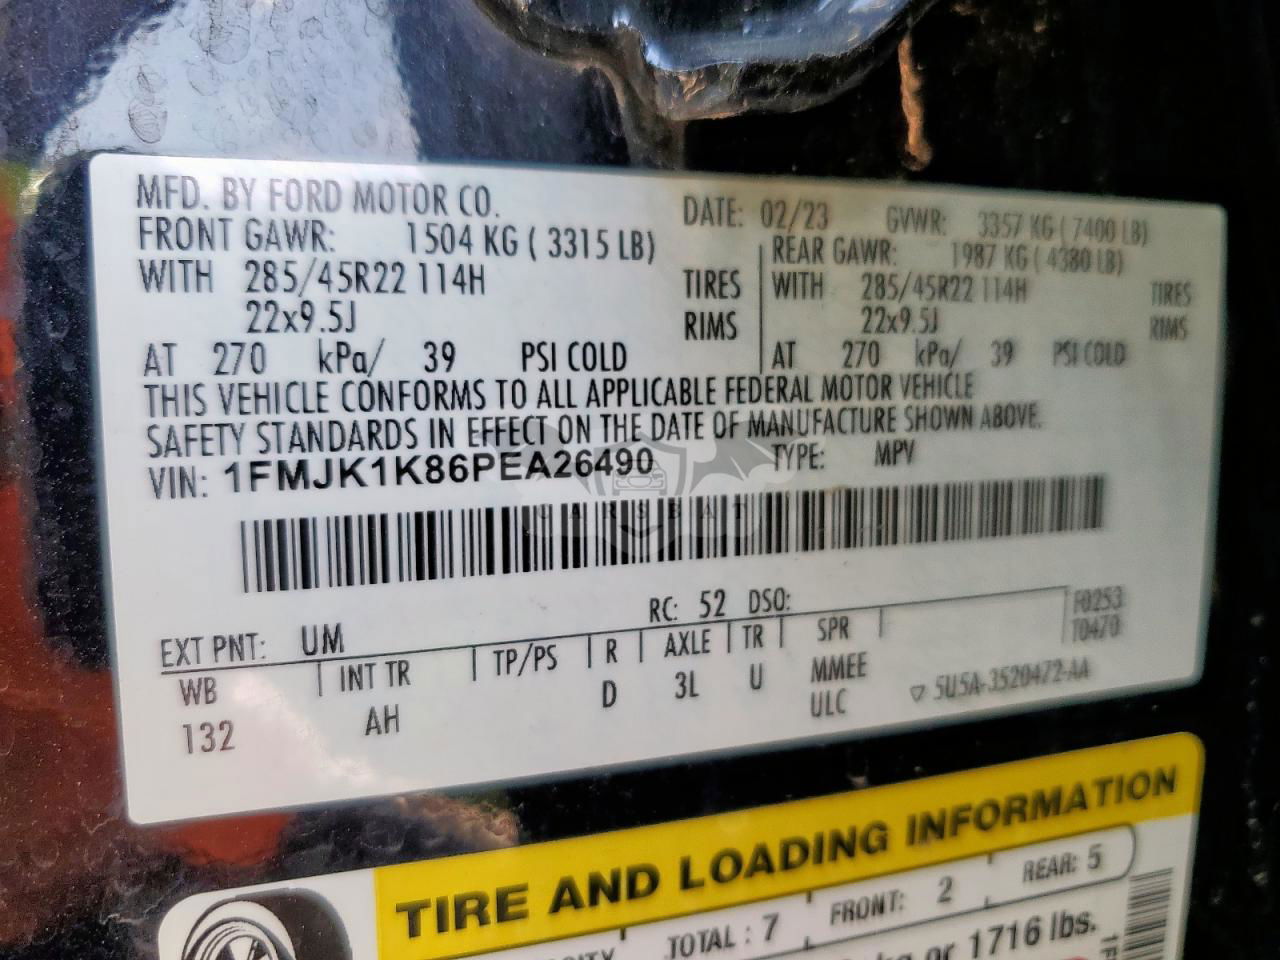 MFD. BY FORD MOTOR CO. DATE: 02/23 GVWR: 3357 KG ( 7400 LB)
FRONT GAWR: 1504 KG ( 3315 LB) REAR GAWR: 1987 KG ( 4380 LB)
WITH 285/45R22 114H TIRES WITH 285/45R22 114H TIRES
22x9.5J RIMS 22x9.5J RIMS
AT 270 kPa/ 39 PSI COLD AT 270 kPa/ 39 PSI COLD
THIS VEHICLE CONFORMS TO ALL APPLICABLE FEDERAL MOTOR VEHICLE
SAFETY STANDARDS IN EFFECT ON THE DATE OF MANUFACTURE SHOWN ABOVE.
VIN: 1FMJK1K86PEA26490 TYPE: MPV
CARSBAT
RC: 52 DSO: F0253
EXT PNT: UM T0470
WB INT TR TP/PS R AXLE TR SPR
132 AH D 3L U MMEE
ULC ▽ 5U5A-3520472-AA
TIRE AND LOADING INFORMATION
TOTAL : 7 FRONT: 2 REAR: 5
kg or 1716 lbs.